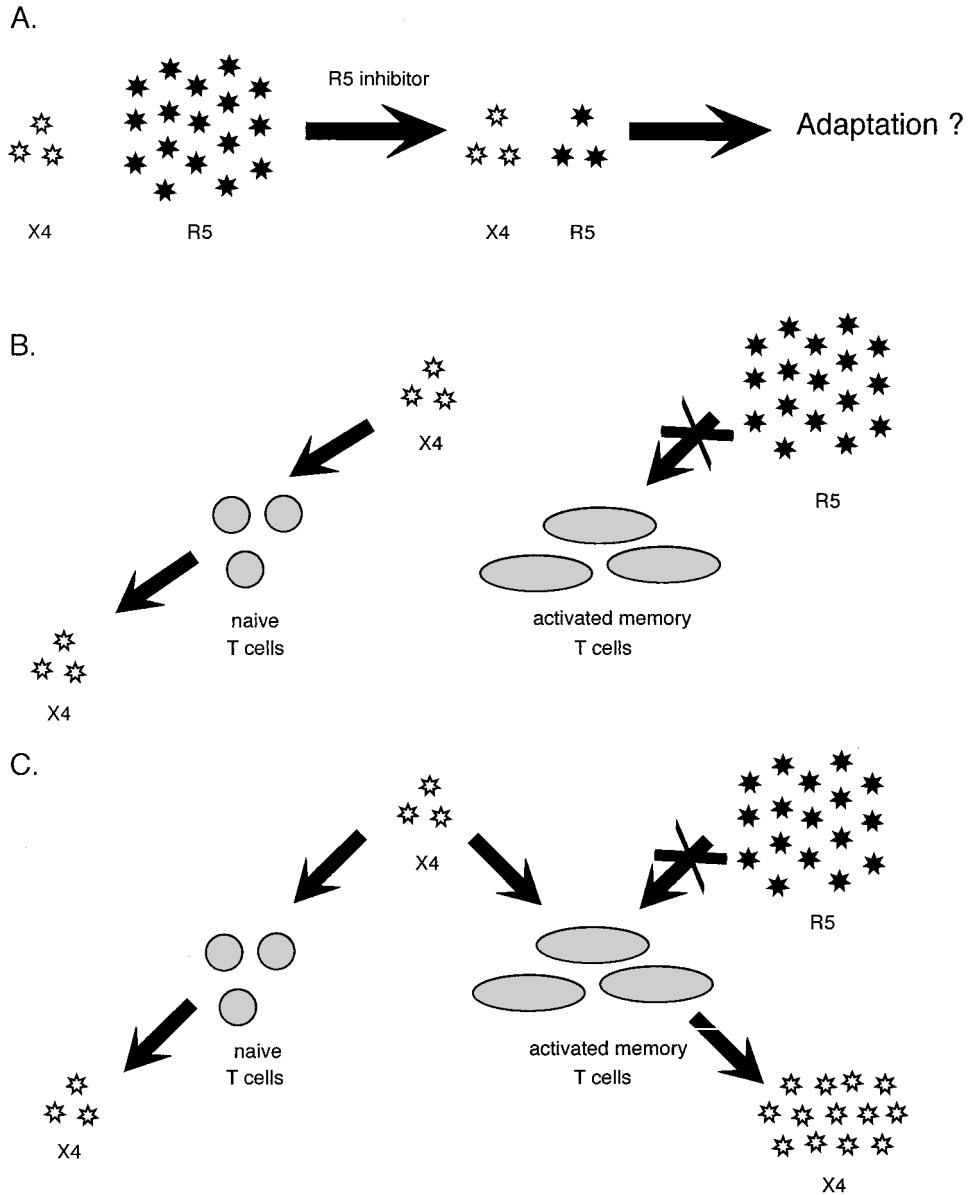 A.
R5 inhibitor
Adaptation ?
X4
R5
X4
R5
B.
X4
R5
naive
T cells
activated memory
T cells
X4
C.
X4
R5
naive
T cells
activated memory
T cells
X4
X4